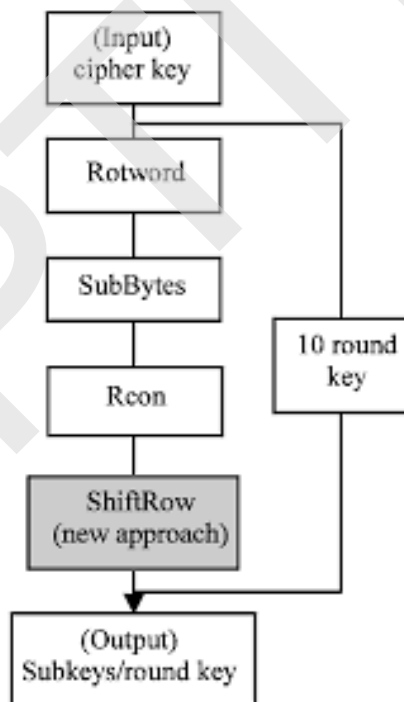 (Input)
cipher key
Rotword
SubBytes
Rcon
ShiftRow
(new approach)
10 round
key
(Output)
Subkeys/round key